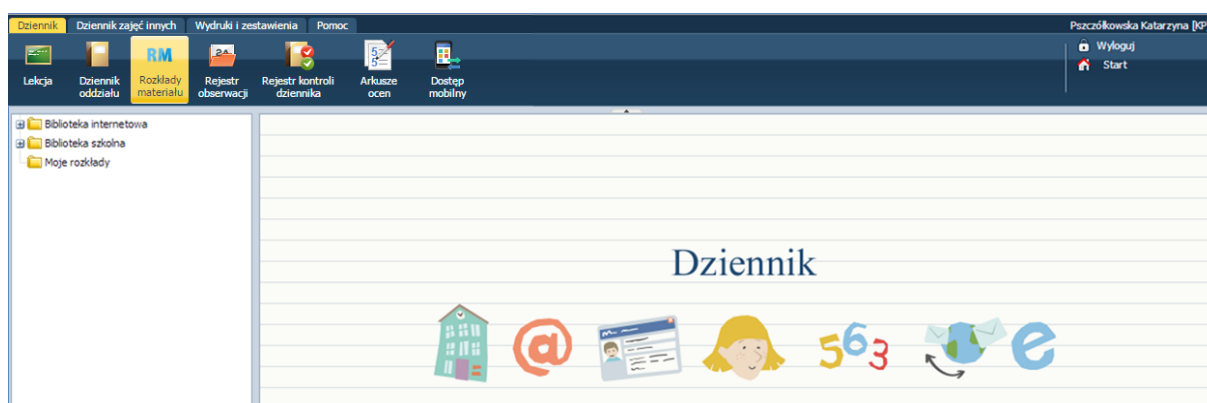 Dziennik Dziennik zajęć innych Wydruki i zestawienia Pomoc Pszczółkowska Katarzyna [KP
Wyloguj
Start
RM
Lekcja Dziennik oddziału Rozkłady materiału Rejestr obserwacji Rejestr kontroli dziennika Arkusze ocen Dostęp mobilny
Biblioteka internetowa
Biblioteka szkolna
Moje rozkłady
Dziennik
@ 563 e